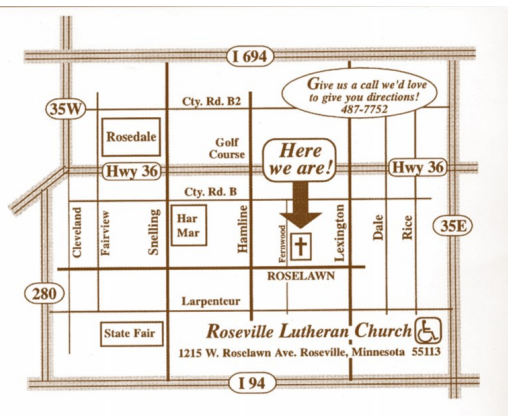 I 694
Give us a call we'd love
to give you directions!
487-7752
35W
Cty. Rd. B2
Rosedale
Golf
Course
Here
we are!
Hwy 36
Hwy 36
Cty. Rd. B
Cleveland
Fairview
Snelling
Har
Mar
Hamline
Fernwood
Lexington
Dale
Rice
35E
ROSELAWN
280
Larpenteur
State Fair
Roseville Lutheran Church
1215 W. Roselawn Ave. Roseville, Minnesota 55113
I 94